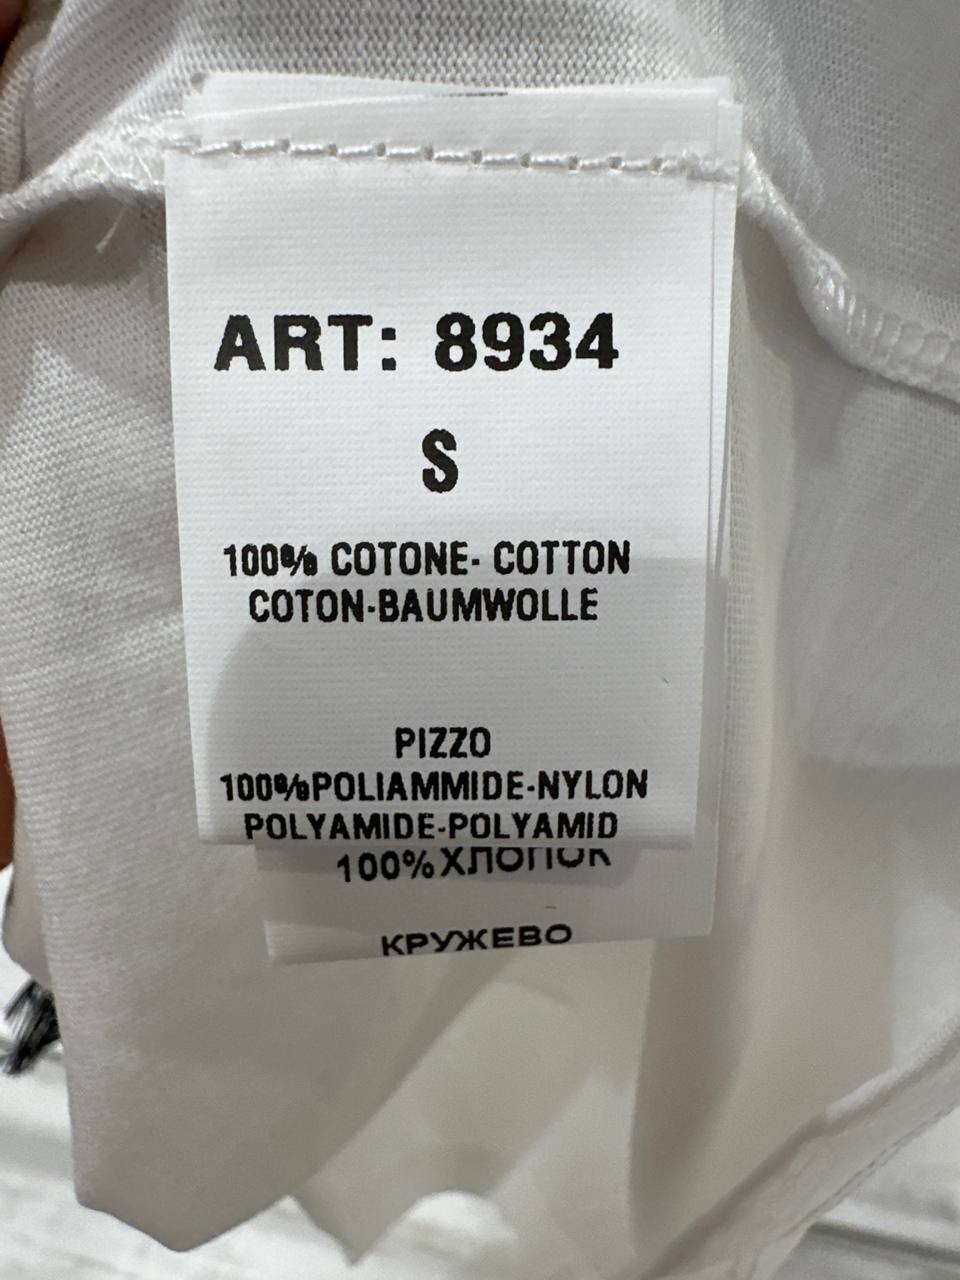 ART: 8934
S
100% COTONE- COTTON
COTON-BAUMWOLLE
PIZZO
100%POLIAMMIDE-NYLON
POLYAMIDE-POLYAMID
100%ХЛОПОК
КРУЖЕВО